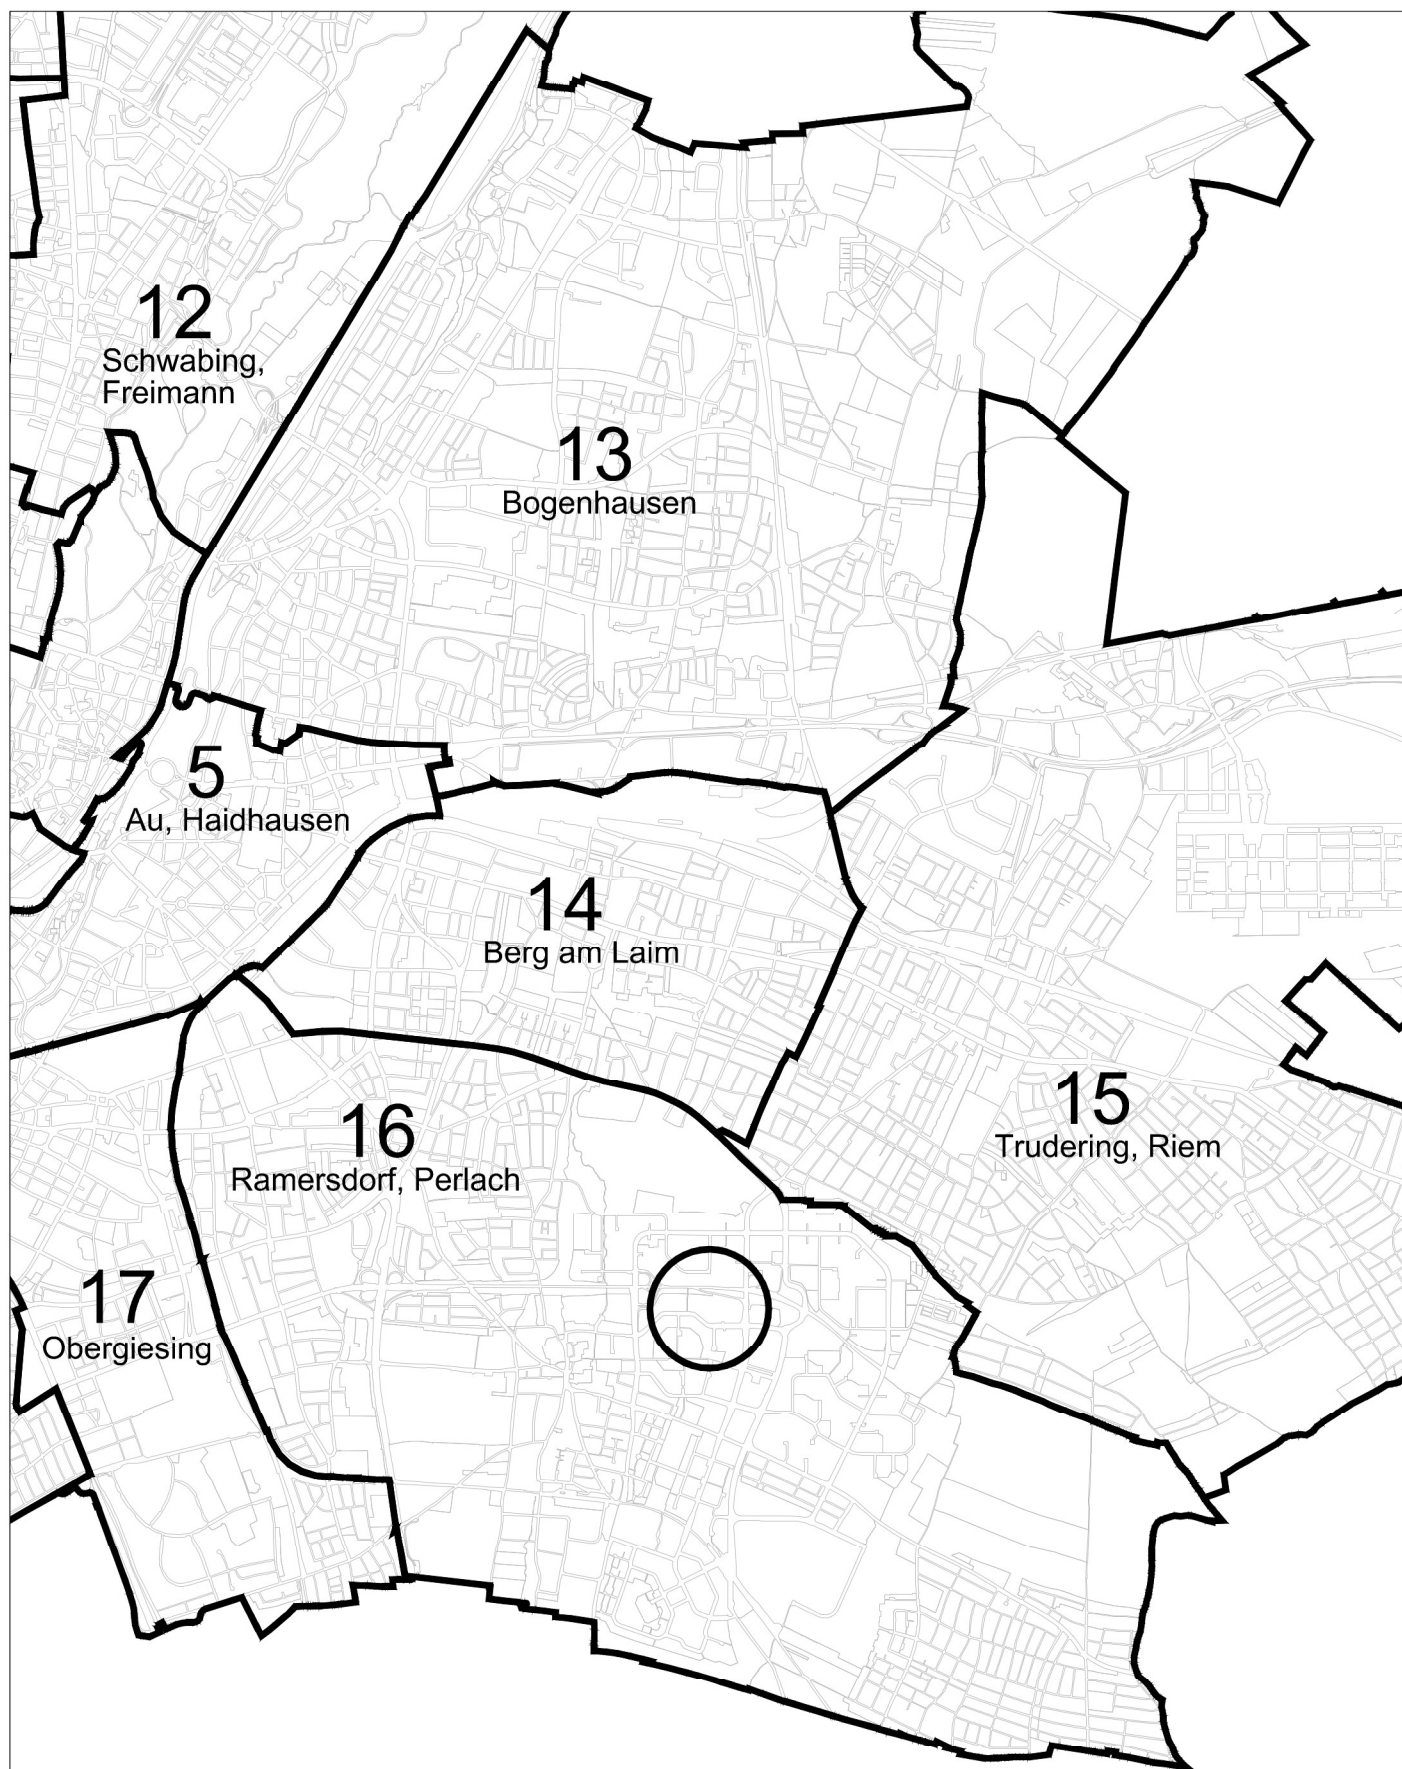 12
Schwabing,
Freimann
13
Bogenhausen
5
Au, Haidhausen
14
Berg am Laim
15
Trudering, Riem
16
Ramersdorf, Perlach
17
Obergiesing